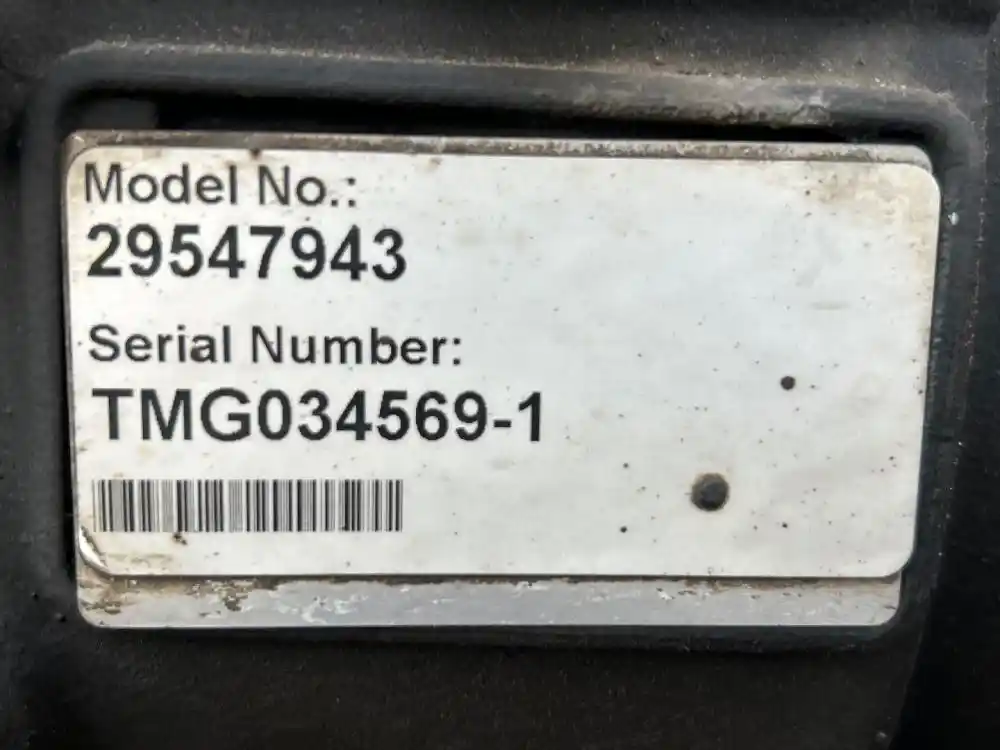 Model No.:
29547943
Serial Number:
TMG034569-1